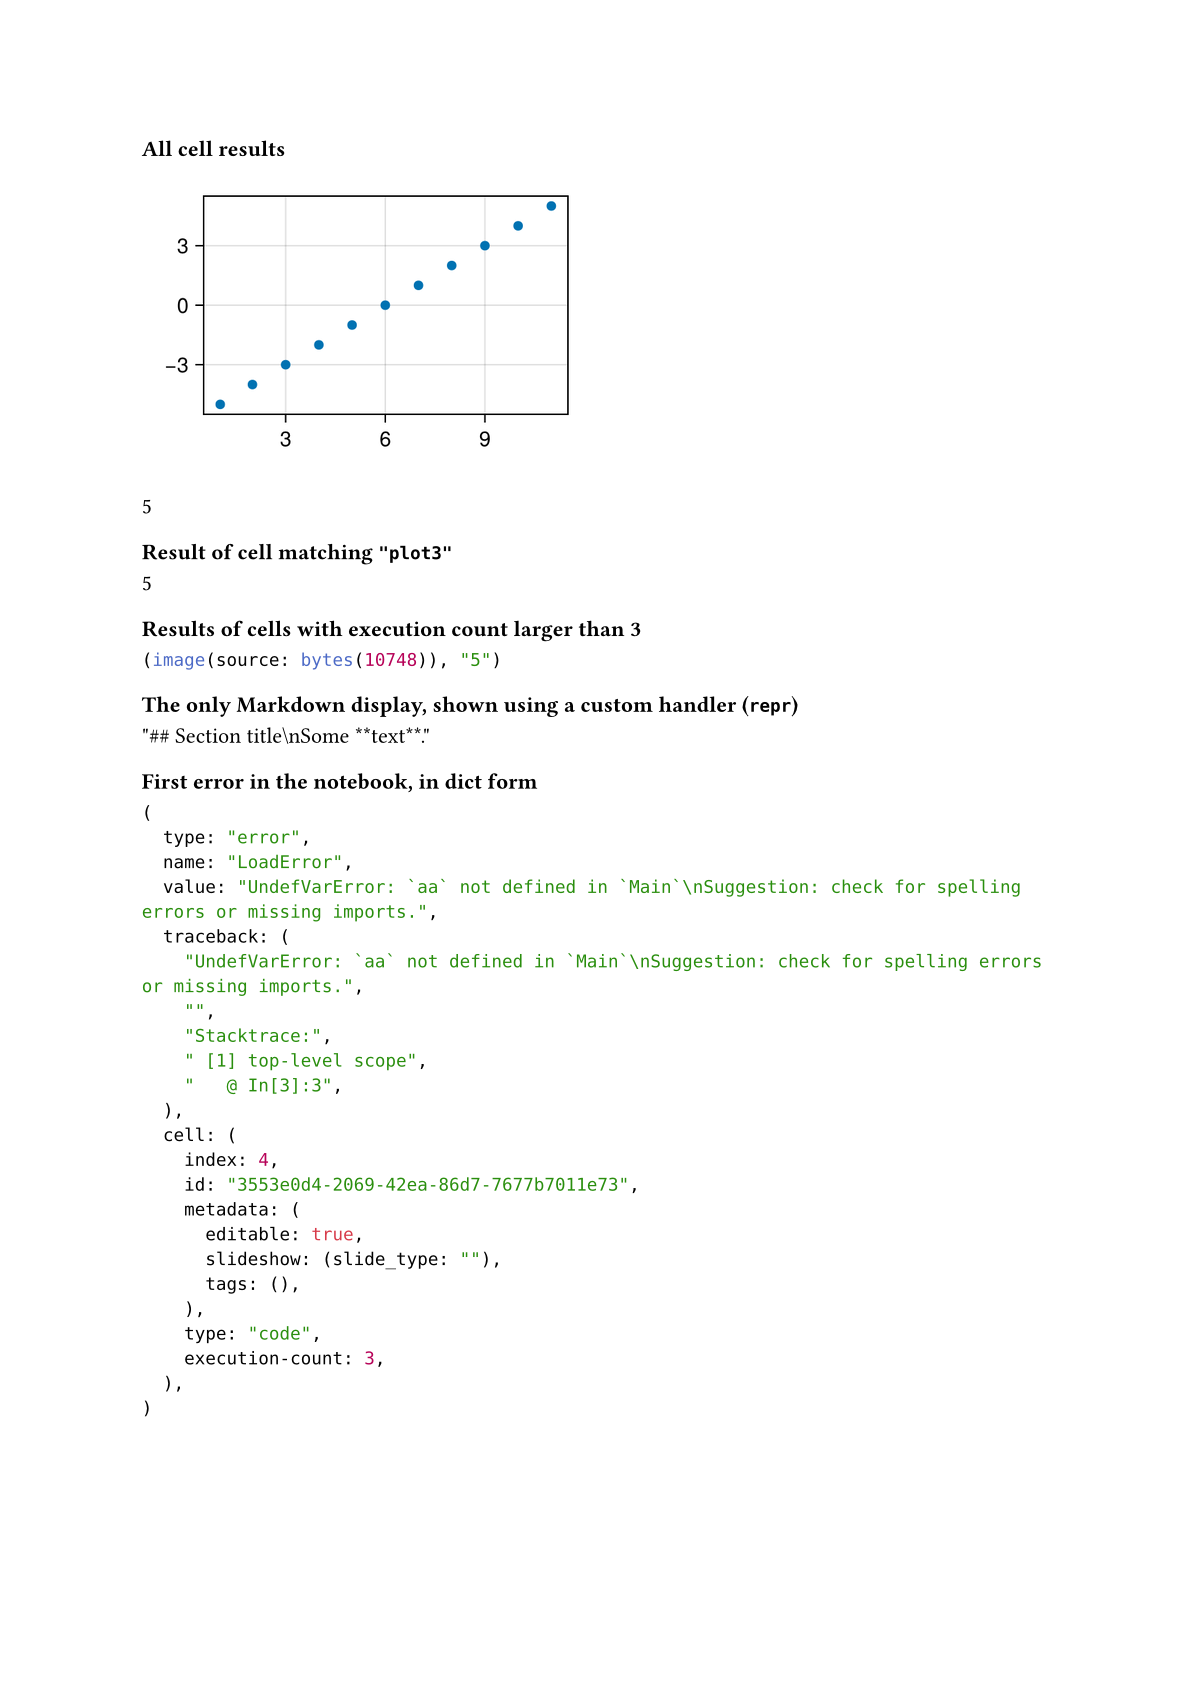 All cell results
3
0
−3
3 6 9
5
Result of cell matching "plot3"
5
Results of cells with execution count larger than 3
(image(source: bytes(10748)), "5")
The only Markdown display, shown using a custom handler (repr)
"## Section title\nSome **text**."
First error in the notebook, in dict form
(
  type: "error",
  name: "LoadError",
  value: "UndefVarError: `aa` not defined in `Main`\nSuggestion: check for spelling
errors or missing imports.",
  traceback: (
    "UndefVarError: `aa` not defined in `Main`\nSuggestion: check for spelling errors
or missing imports.",
    "",
    "Stacktrace:",
    " [1] top-level scope",
    "   @ In[3]:3",
  ),
  cell: (
    index: 4,
    id: "3553e0d4-2069-42ea-86d7-7677b7011e73",
    metadata: (
      editable: true,
      slideshow: (slide_type: ""),
      tags: (),
    ),
    type: "code",
    execution-count: 3,
  ),
)